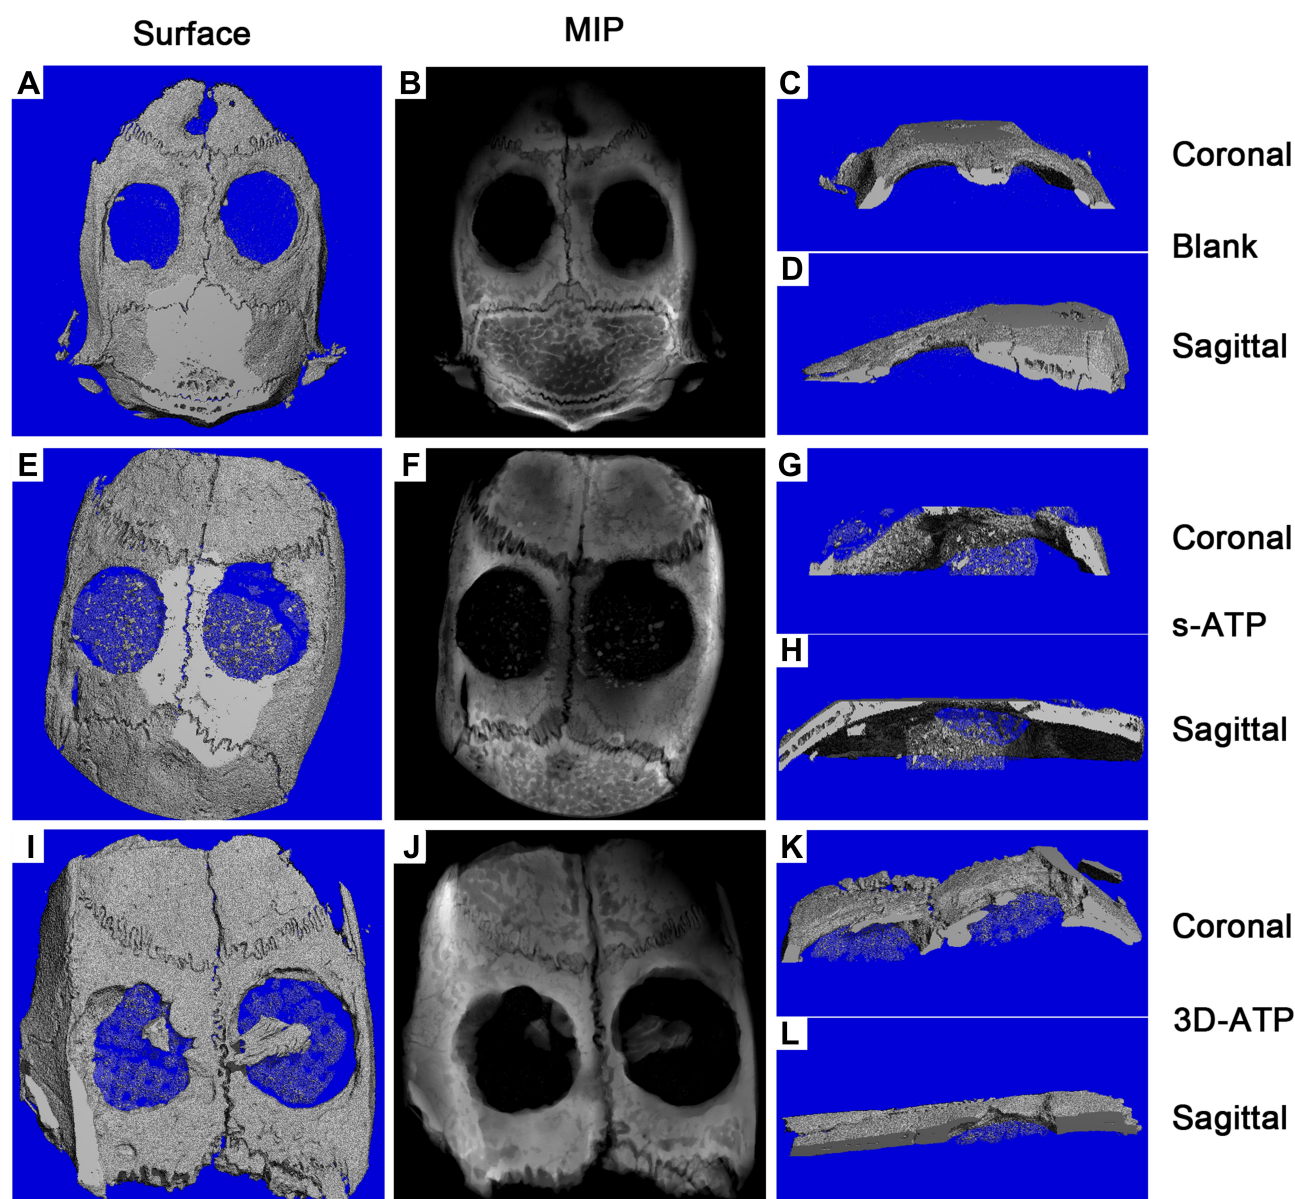 Surface
MIP
A
B
C
Coronal
Blank
D
Sagittal
E
F
G
Coronal
s-ATP
H
Sagittal
I
J
K
Coronal
3D-ATP
L
Sagittal